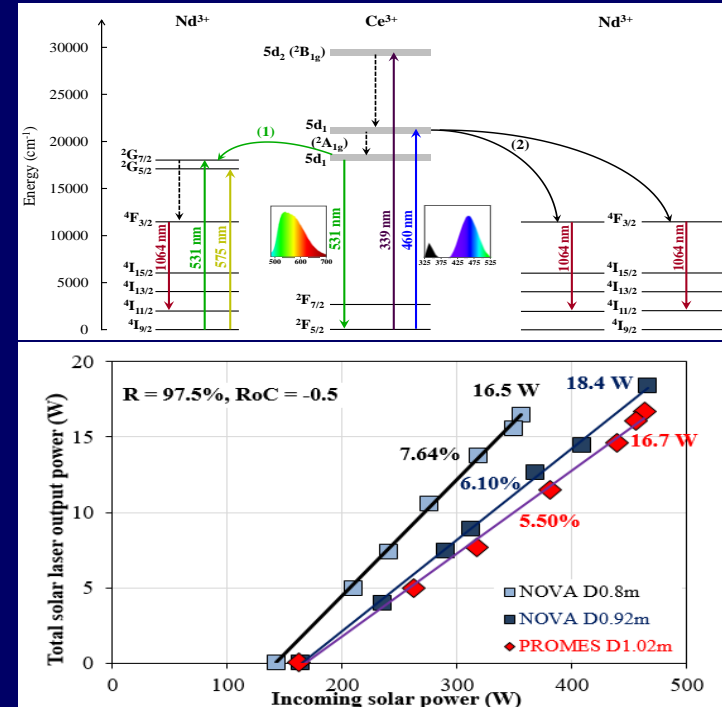 Nd³⁺ Ce³⁺ Nd³⁺
Energy (cm⁻¹)
30000
25000
20000
15000
10000
5000
0
5d₂ (²B₁g)
5d₁
(²A₁g)
5d₁
(1)
(2)
²G₇/₂
²G₅/₂
⁴F₃/₂
⁴I₁₅/₂
⁴I₁₃/₂
⁴I₁₁/₂
⁴I₉/₂
1064 nm
531 nm
575 nm
500 600 700
531 nm
339 nm
460 nm
325 375 425 475 525
²F₇/₂
²F₅/₂
1064 nm
1064 nm
⁴F₃/₂
⁴I₁₅/₂
⁴I₁₃/₂
⁴I₁₁/₂
⁴I₉/₂
Total solar laser output power (W)
20
15
10
5
0
R = 97.5%, RoC = -0.5
16.5 W
18.4 W
16.7 W
7.64%
6.10%
5.50%
NOVA D0.8m
NOVA D0.92m
PROMES D1.02m
0 100 200 300 400 500
Incoming solar power (W)